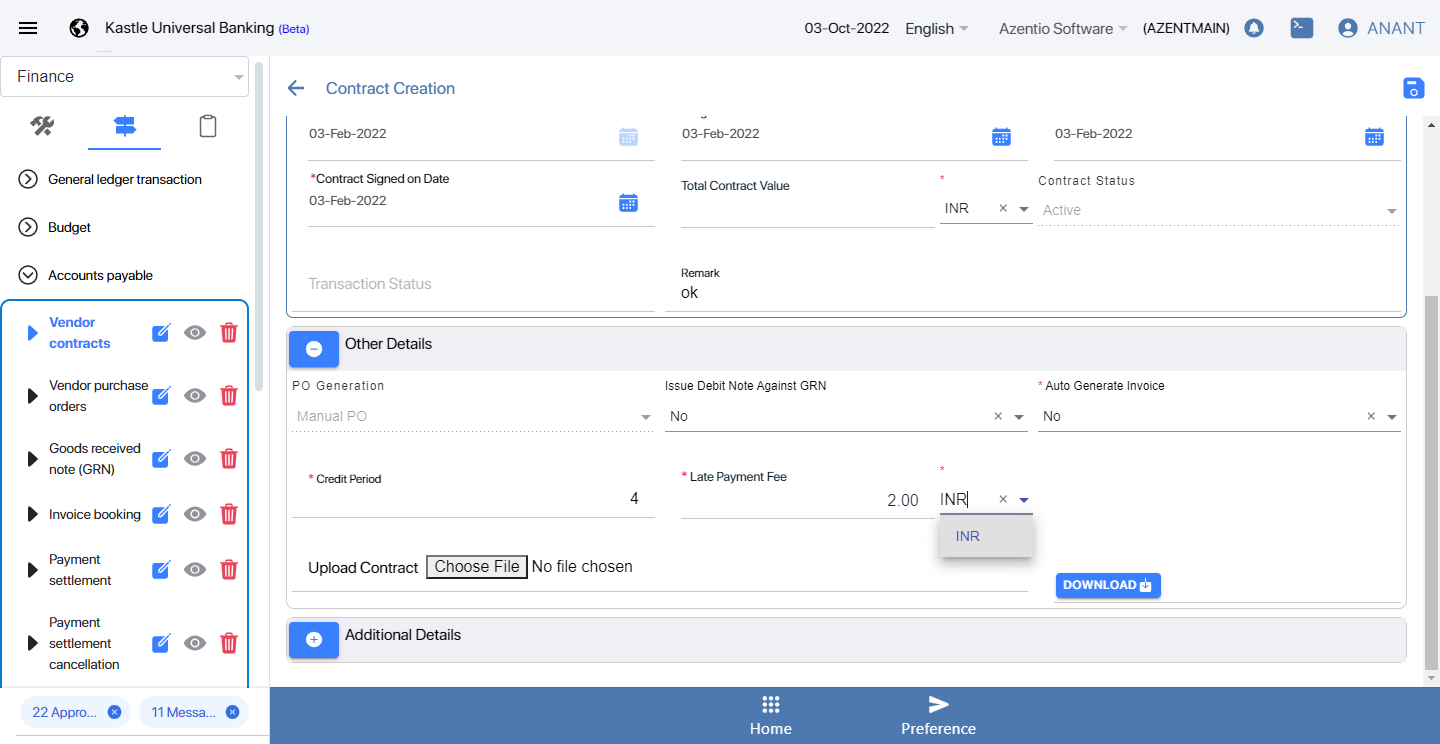 Kastle Universal Banking (Beta)
03-Oct-2022
English
Azentio Software
(AZENTMAIN)
ANANT
Finance
General ledger transaction
Budget
Accounts payable
Vendor
contracts
Vendor purchase
orders
Goods received
note (GRN)
Invoice booking
Payment
settlement
Payment
settlement
cancellation
22 Appro...
11 Messa...
Contract Creation
03-Feb-2022
03-Feb-2022
03-Feb-2022
*Contract Signed on Date
03-Feb-2022
Total Contract Value
*
INR
Contract Status
Active
Transaction Status
Remark
ok
Other Details
PO Generation
Manual PO
Issue Debit Note Against GRN
No
* Auto Generate Invoice
No
* Credit Period
4
* Late Payment Fee
2.00
*
INR
INR
Upload Contract Choose File No file chosen
DOWNLOAD
Additional Details
Home
Preference